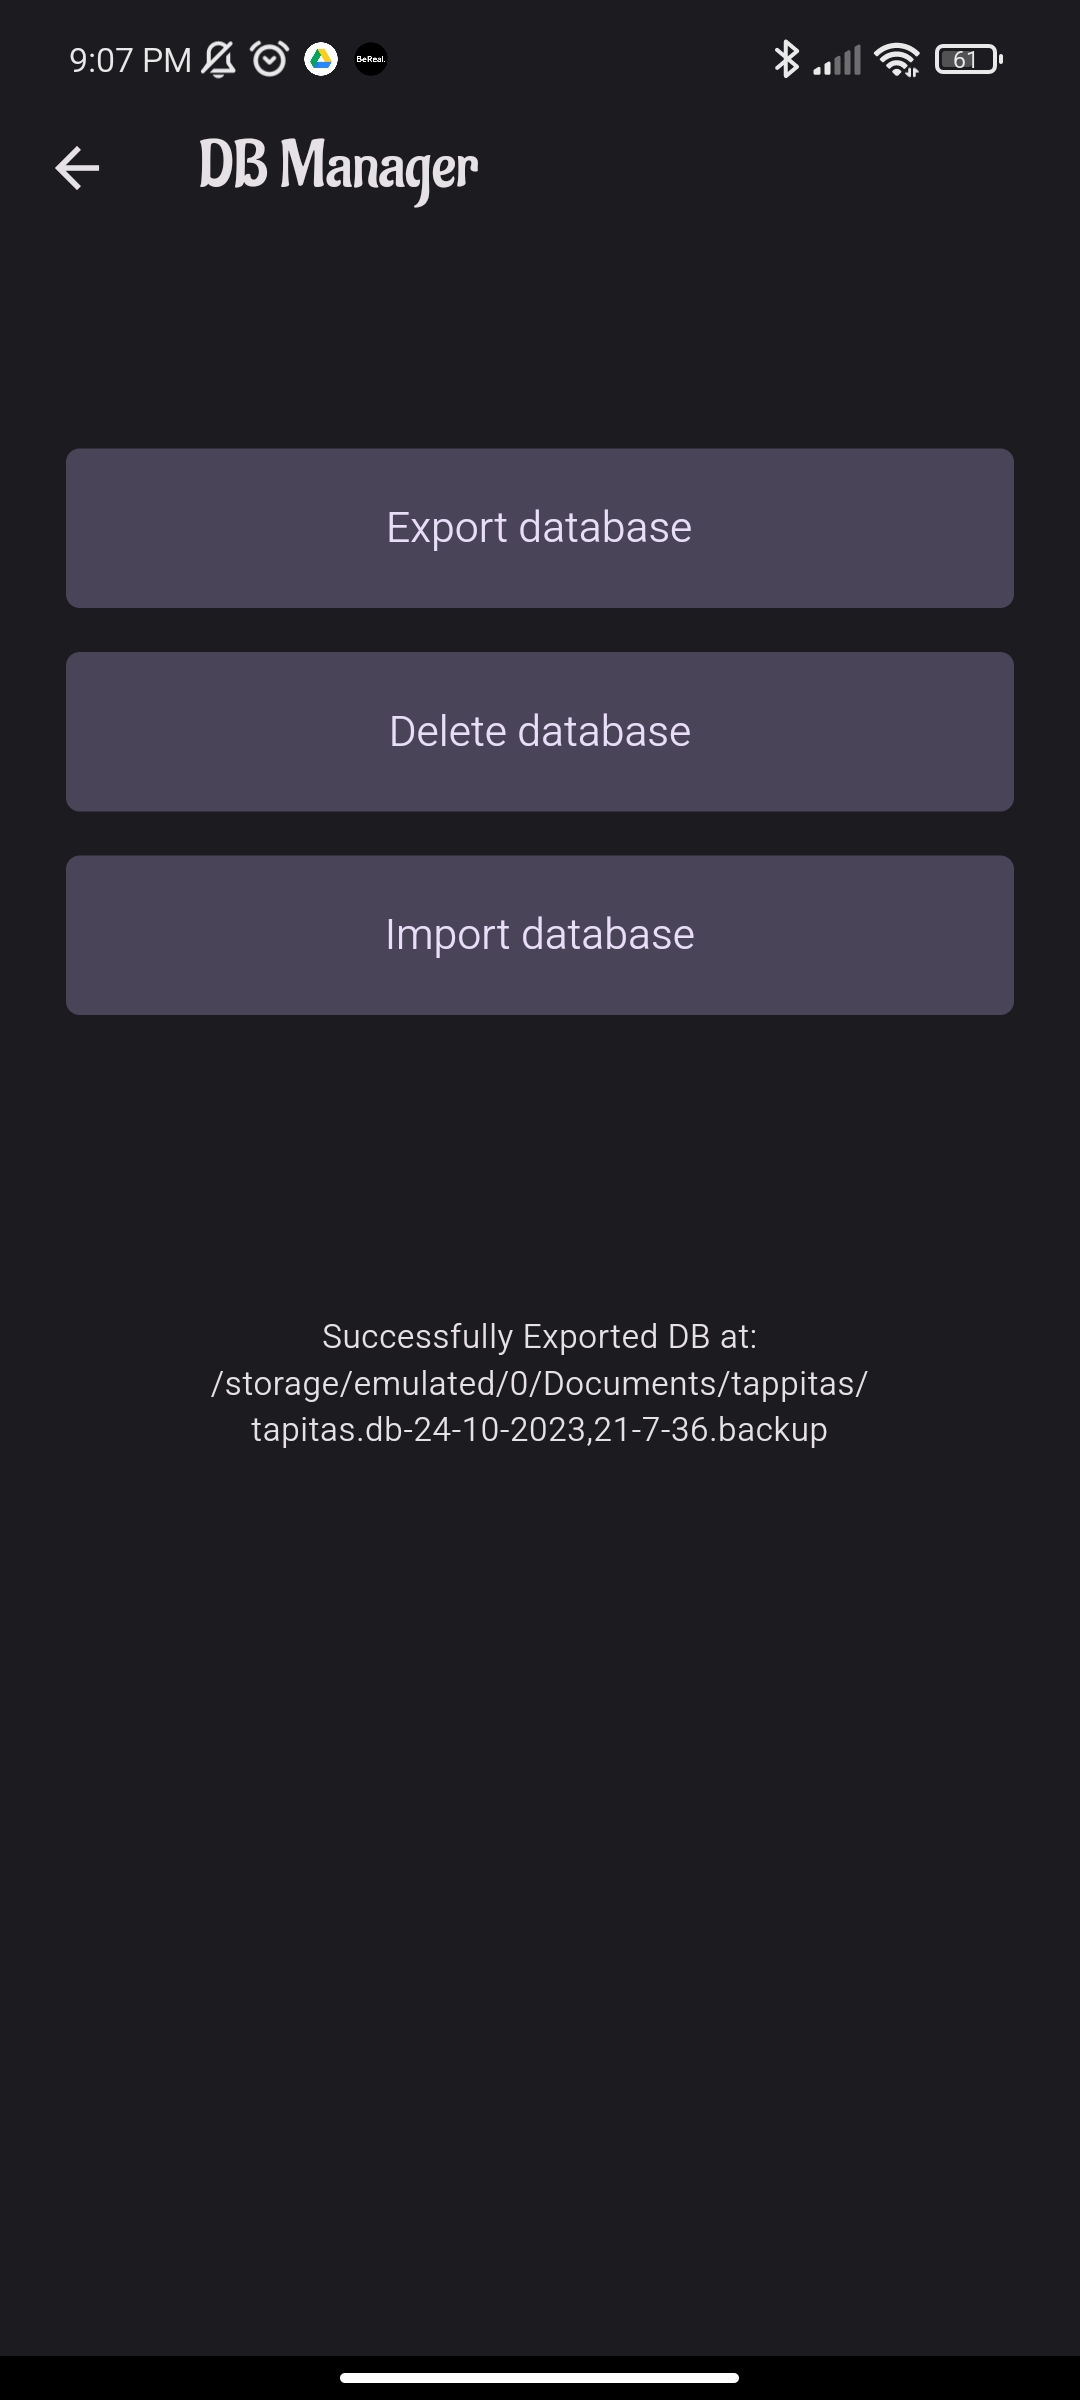 9:07 PM
BeReal.
61
DB Manager
Export database
Delete database
Import database
Successfully Exported DB at:
/storage/emulated/0/Documents/tappitas/
tapitas.db-24-10-2023,21-7-36.backup